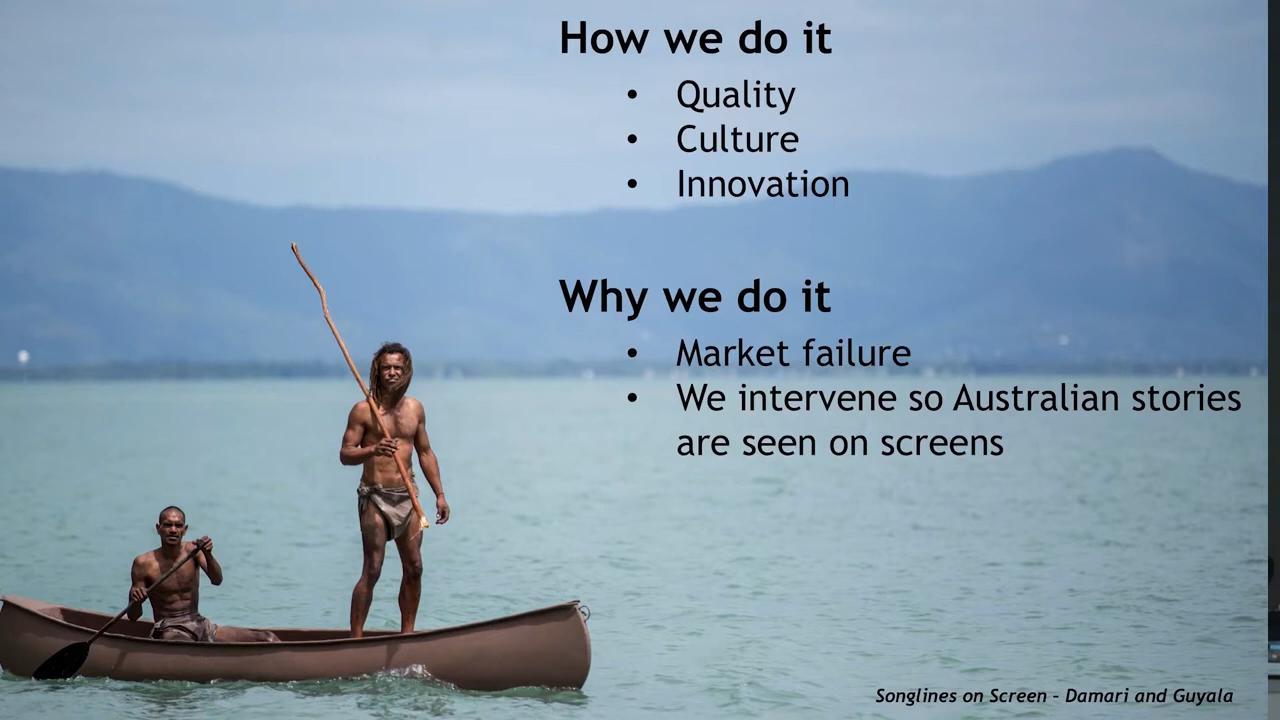 How we do it
• Quality
• Culture
• Innovation
Why we do it
• Market failure
• We intervene so Australian stories
are seen on screens
Songlines on Screen - Damari and Guyala